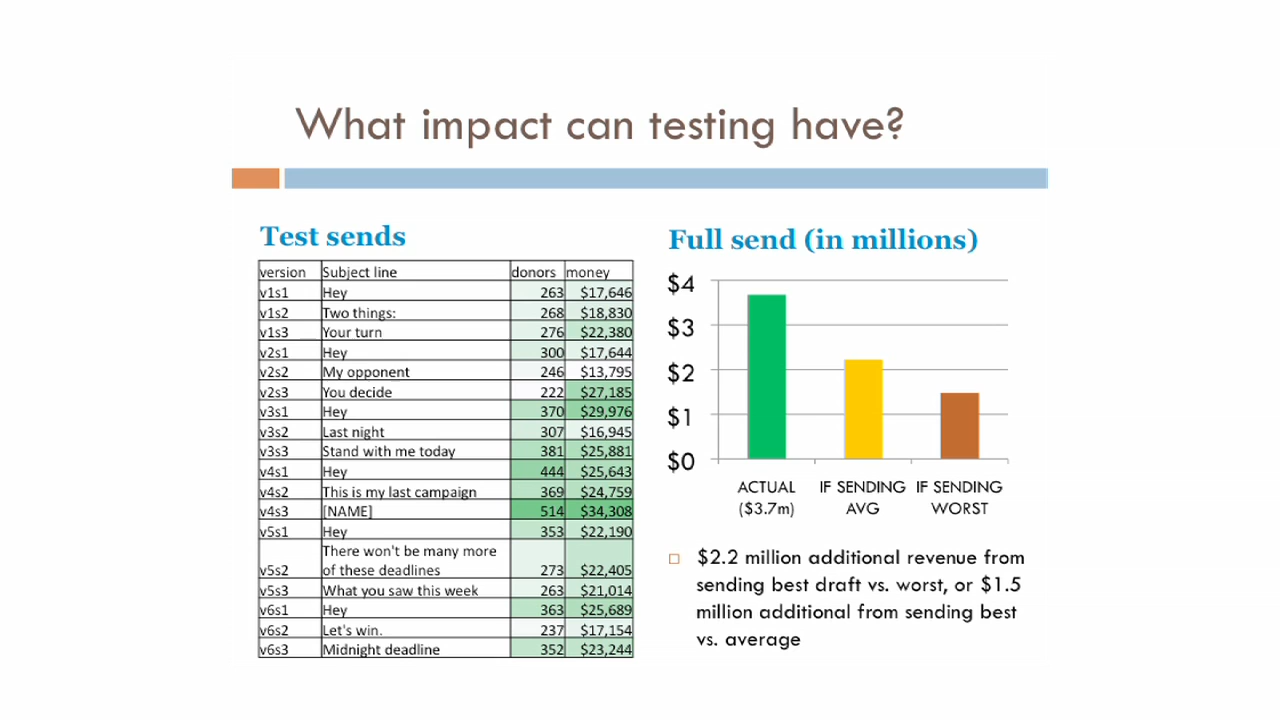 What impact can testing have?
Test sends
version Subject line donors money
v1s1 Hey 263 $17,646
v1s2 Two things: 268 $18,830
v1s3 Your turn 276 $22,380
v2s1 Hey 300 $17,644
v2s2 My opponent 246 $13,795
v2s3 You decide 222 $27,185
v3s1 Hey 370 $29,976
v3s2 Last night 307 $16,945
v3s3 Stand with me today 381 $25,881
v4s1 Hey 444 $25,643
v4s2 This is my last campaign 369 $24,759
v4s3 [NAME] 514 $34,308
v5s1 Hey 353 $22,190
There won't be many more
v5s2 of these deadlines 273 $22,405
v5s3 What you saw this week 263 $21,014
v6s1 Hey 363 $25,689
v6s2 Let's win. 237 $17,154
v6s3 Midnight deadline 352 $23,244
Full send (in millions)
$4
$3
$2
$1
$0
ACTUAL IF SENDING IF SENDING
($3.7m) AVG WORST
$2.2 million additional revenue from
sending best draft vs. worst, or $1.5
million additional from sending best
vs. average